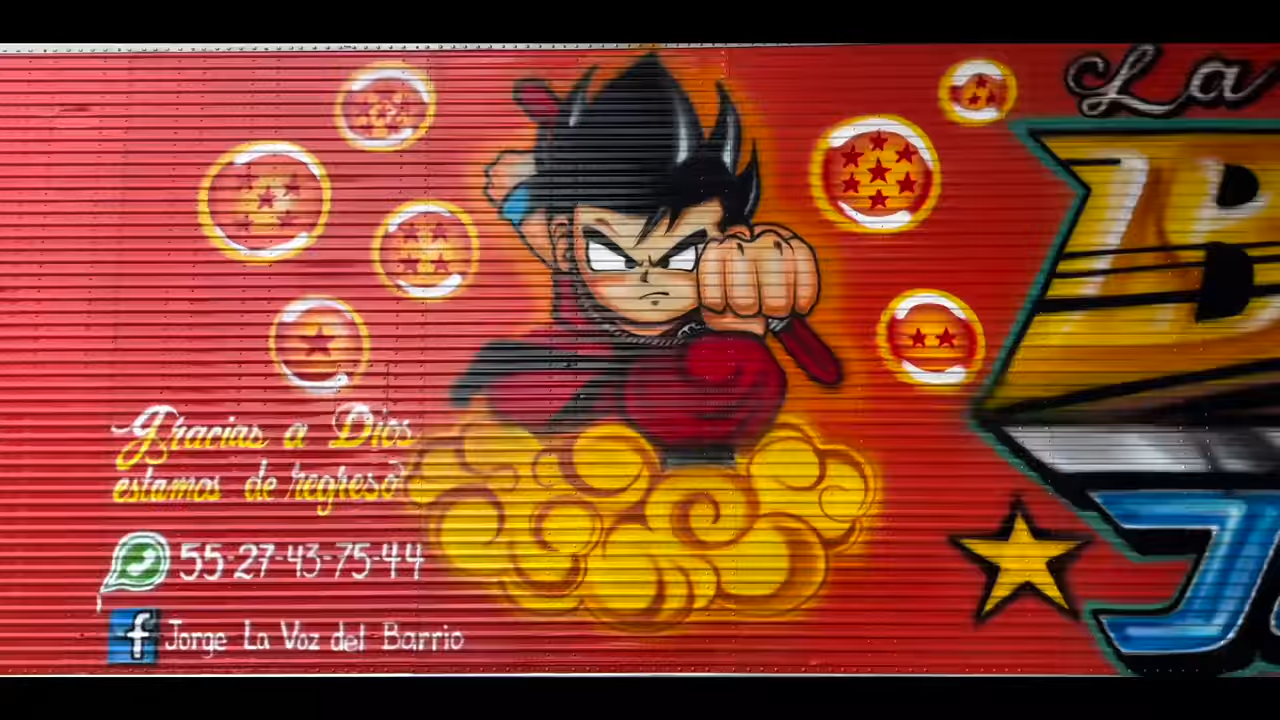 Gracias a Dios
estamos de regreso
55-27-43-75-44
f Jorge La Voz del Barrio
La
B
J